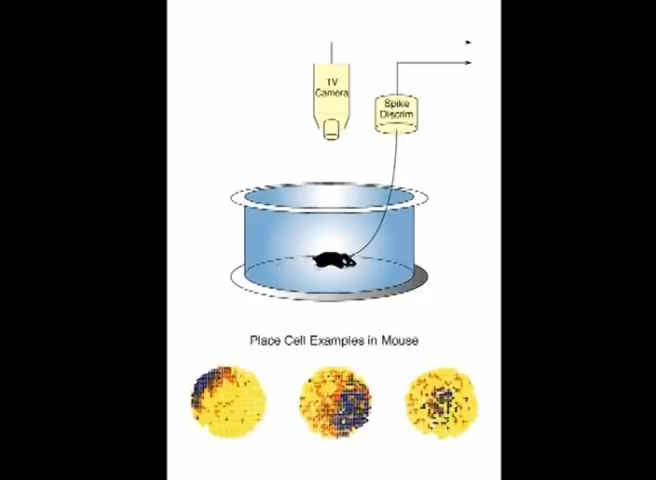 TV
Camera
Spike
Discrim
Place Cell Examples in Mouse